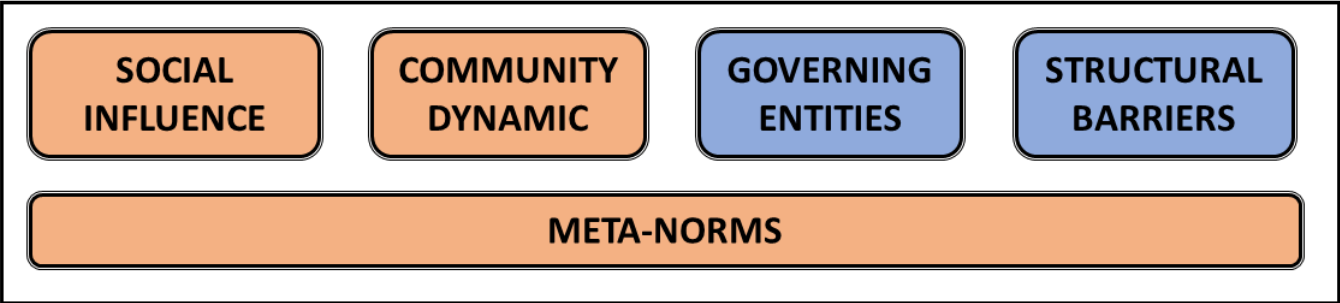 SOCIAL
INFLUENCE
COMMUNITY
DYNAMIC
GOVERNING
ENTITIES
STRUCTURAL
BARRIERS
META-NORMS